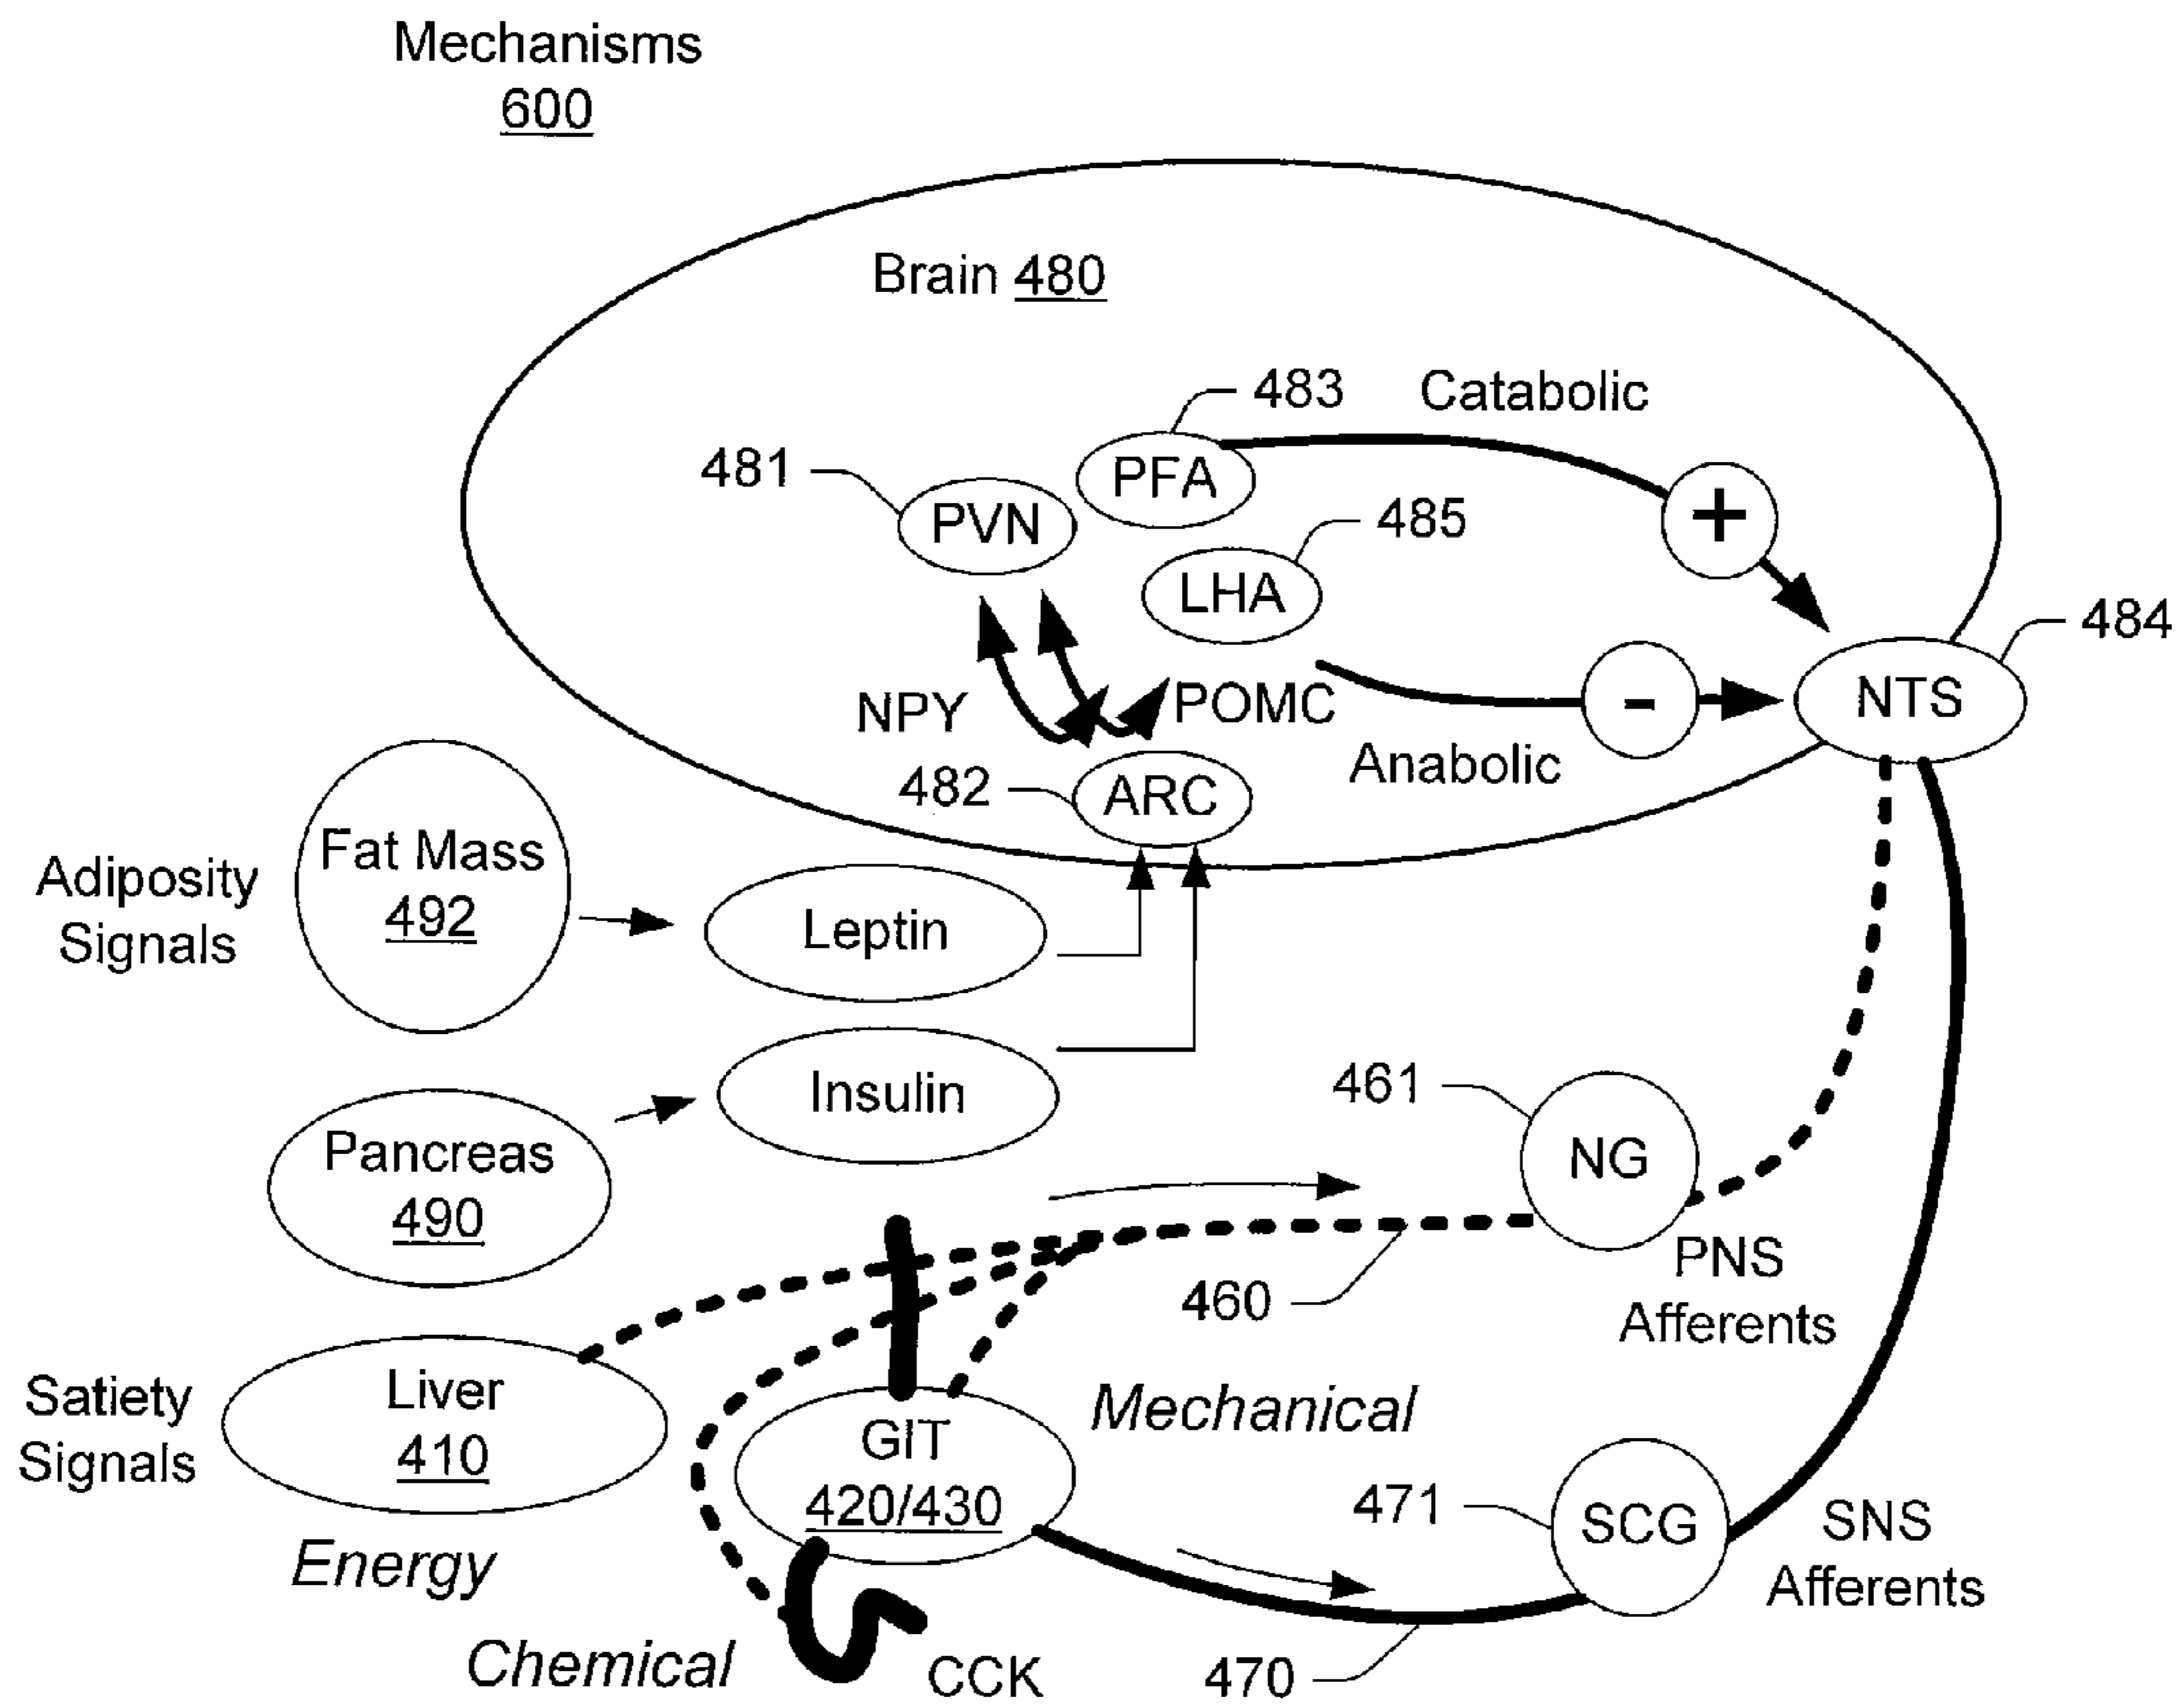 Mechanisms
600
Brain 480
483
Catabolic
481
PFA
PVN
485
+
LHA
484
NPY
POMC
-
NTS
Anabolic
482
ARC
Fat Mass
492
Adiposity
Signals
Leptin
Insulin
461
NG
Pancreas
490
PNS
Afferents
460
Satiety
Signals
Liver
410
Mechanical
GIT
420/430
471
SCG
SNS
Afferents
Energy
Chemical
CCK
470